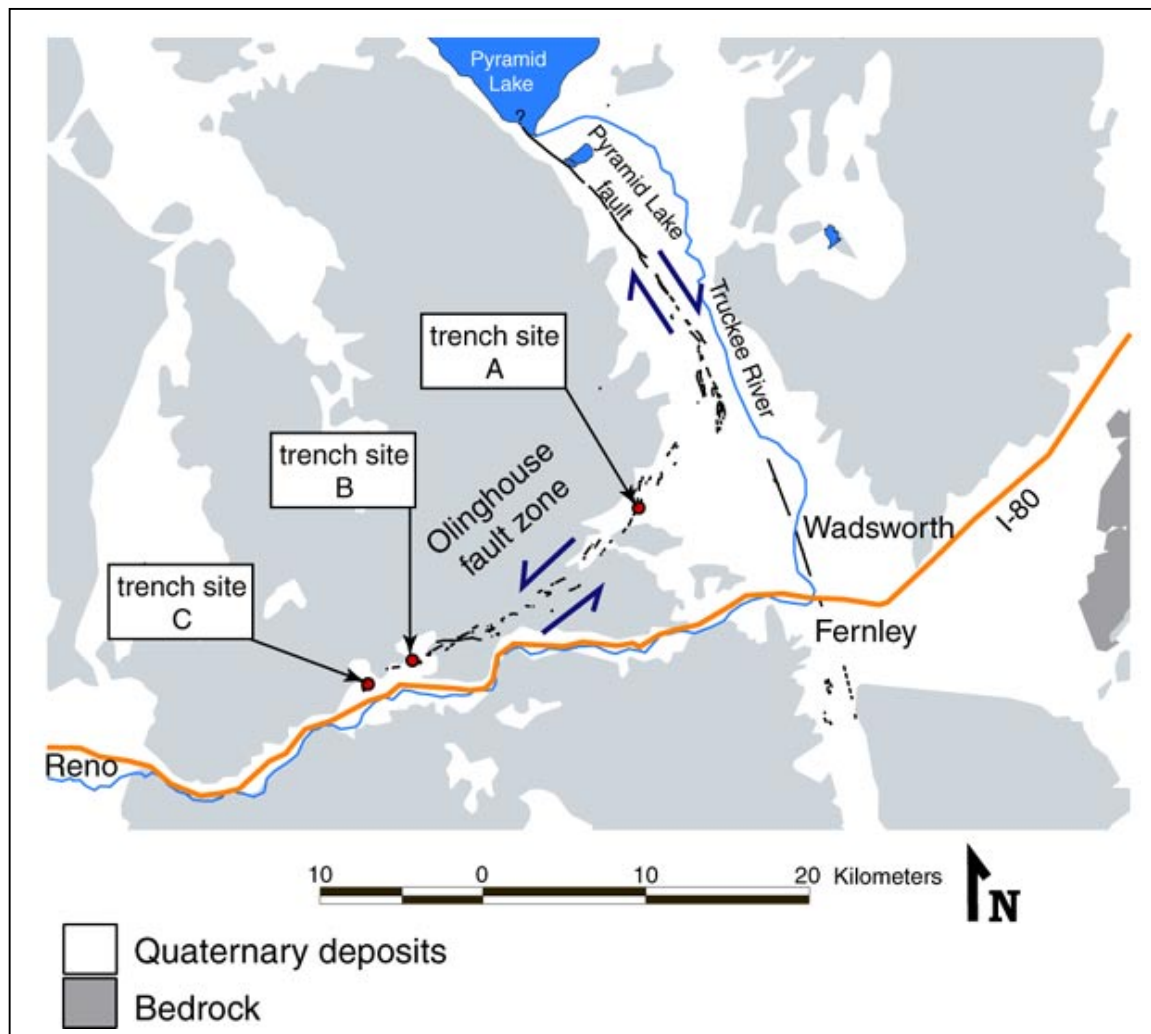 Pyramid
Lake
?
Pyramid Lake
fault
Truckee River
trench site
A
trench site
B
Olinghouse
fault zone
trench site
C
Wadsworth
I-80
Fernley
Reno
10 0 10 20 Kilometers
N
Quaternary deposits
Bedrock